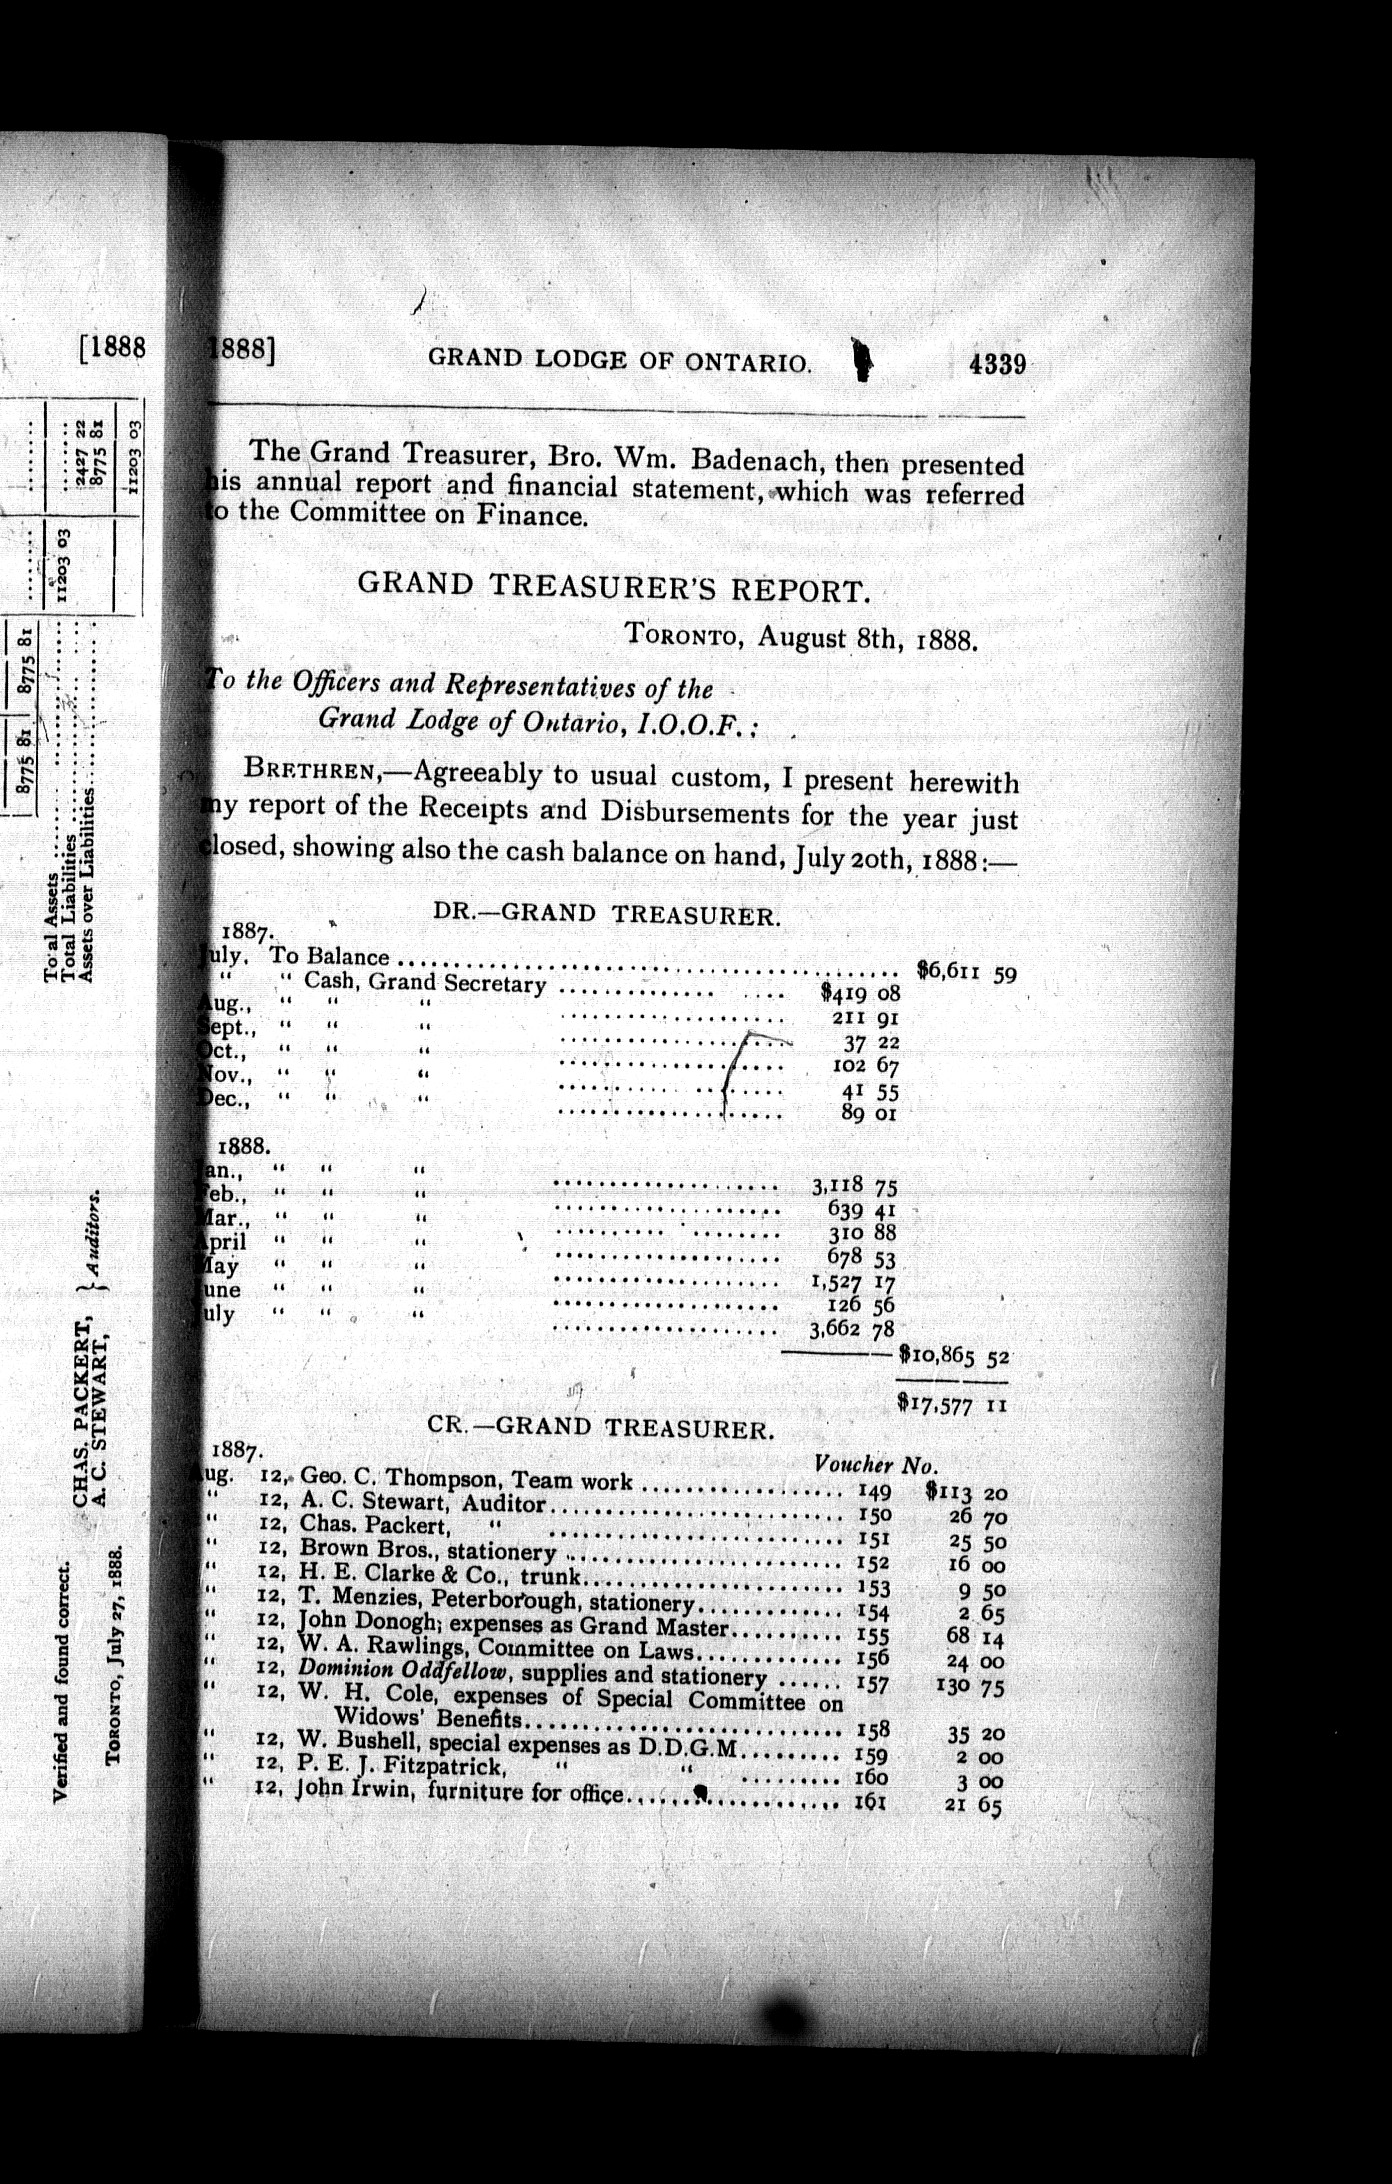 [1888
2427 22
8775 81
11203 03
11203 03
8775 81
8775 81
Total Assets
Total Liabilities
Assets over Liabilities
CHAS. PACKERT, } Auditors.
A. C. STEWART,
Verified and found correct.
TORONTO, July 27, 1888.
1888] GRAND LODGE OF ONTARIO. 4339
The Grand Treasurer, Bro. Wm. Badenach, then presented
his annual report and financial statement, which was referred
to the Committee on Finance.
GRAND TREASURER'S REPORT.
TORONTO, August 8th, 1888.
To the Officers and Representatives of the
Grand Lodge of Ontario, I.O.O.F.:
BRETHREN,—Agreeably to usual custom, I present herewith
my report of the Receipts and Disbursements for the year just
closed, showing also the cash balance on hand, July 20th, 1888:—
DR.—GRAND TREASURER.
1887.
July. To Balance ........ $6,611 59
" " Cash, Grand Secretary ........ $419 08
Aug., " " " ........ 211 91
Sept., " " " ........ 37 22
Oct., " " " ........ 102 67
Nov., " " " ........ 41 55
Dec., " " " ........ 89 01
1888.
Jan., " " " ........ 3,118 75
Feb., " " " ........ 639 41
Mar., " " " ........ 310 88
April " " " ........ 678 53
May " " " ........ 1,527 17
June " " " ........ 126 56
July " " " ........ 3,662 78
$10,865 52
$17,577 11
CR.—GRAND TREASURER.
1887. Voucher No.
Aug. 12, Geo. C. Thompson, Team work ........ 149 $113 20
" 12, A. C. Stewart, Auditor ........ 150 26 70
" 12, Chas. Packert, " ........ 151 25 50
" 12, Brown Bros., stationery ........ 152 16 00
" 12, H. E. Clarke & Co., trunk ........ 153 9 50
" 12, T. Menzies, Peterborough, stationery ........ 154 2 65
" 12, John Donogh; expenses as Grand Master ........ 155 68 14
" 12, W. A. Rawlings, Committee on Laws ........ 156 24 00
" 12, Dominion Oddfellow, supplies and stationery ...... 157 130 75
" 12, W. H. Cole, expenses of Special Committee on
Widows' Benefits ........ 158 35 20
" 12, W. Bushell, special expenses as D.D.G.M. ........ 159 2 00
" 12, P. E. J. Fitzpatrick, " " ........ 160 3 00
" 12, John Irwin, furniture for office ........ 161 21 65